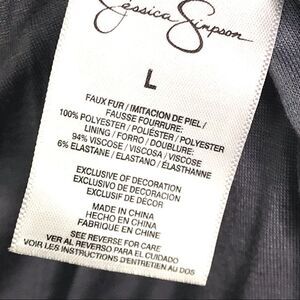 Jessica Simpson
L
FAUX FUR / IMITACION DE PIEL /
FAUSSE FOURRURE:
100% POLYESTER / POLIÉSTER / POLYESTER
LINING / FORRO / DOUBLURE:
94% VISCOSE / VISCOSA / VISCOSE
6% ELASTANE / ELASTANO / ÉLASTHANNE
EXCLUSIVE OF DECORATION
EXCLUSIVO DE DECORACIÓN
EXCLUSIF DE DÉCOR
MADE IN CHINA
HECHO EN CHINA
FABRIQUE EN CHINE
SEE REVERSE FOR CARE
VER AL REVERSO PARA EL CUIDADO
VOIR LES INSTRUCTIONS D'ENTRETIEN AU DOS